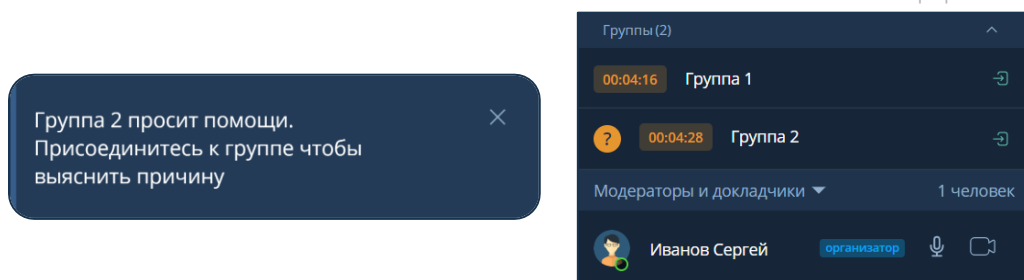 Группа 2 просит помощи.
Присоединитесь к группе чтобы
выяснить причину
Группы (2)
00:04:16 Группа 1
? 00:04:28 Группа 2
Модераторы и докладчики 1 человек
Иванов Сергей организатор